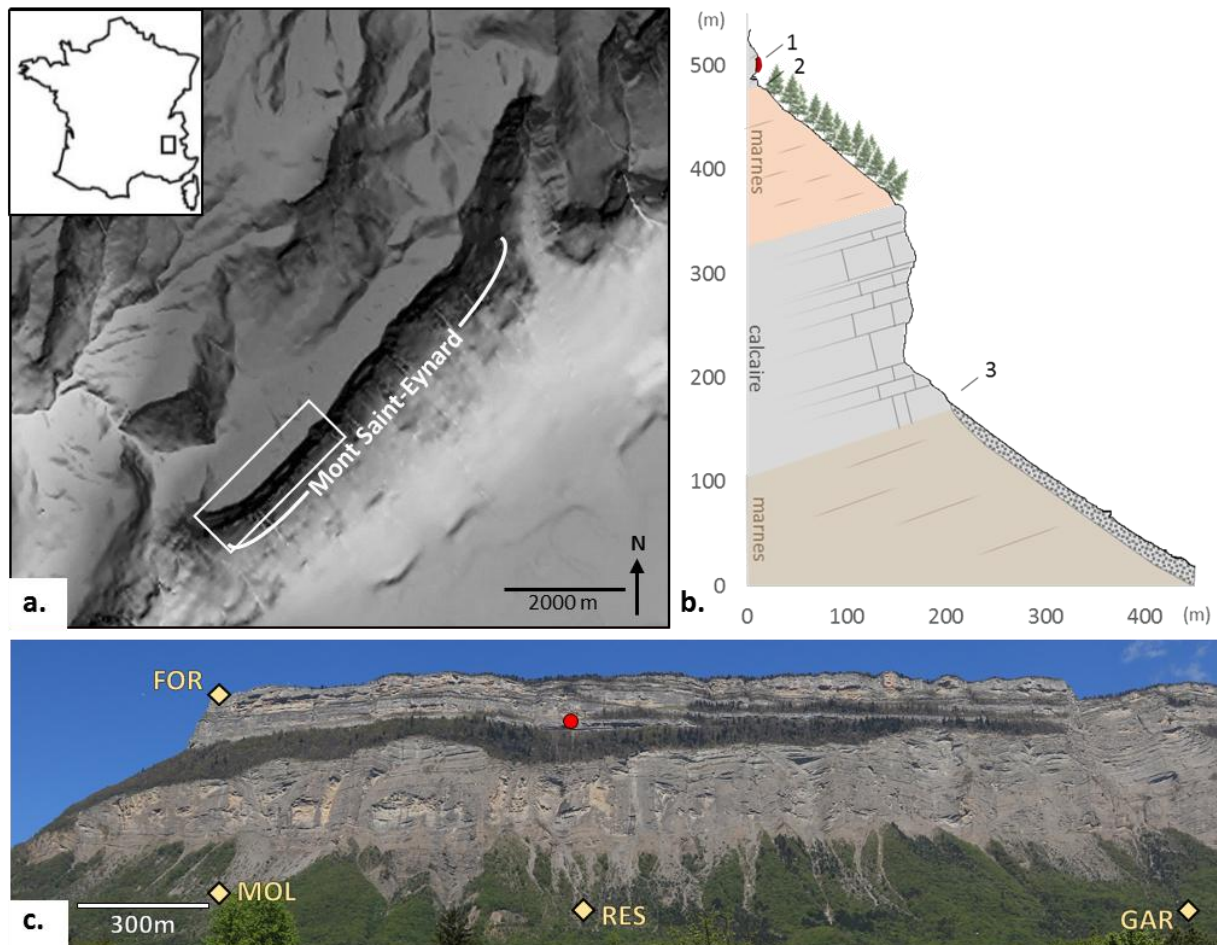 Mont Saint-Eynard
N
2000 m
a.
(m)
500
400
300
200
100
0
1
2
3
marnes
calcaire
marnes
0
100
200
300
400
(m)
b.
FOR
MOL
RES
GAR
300m
c.